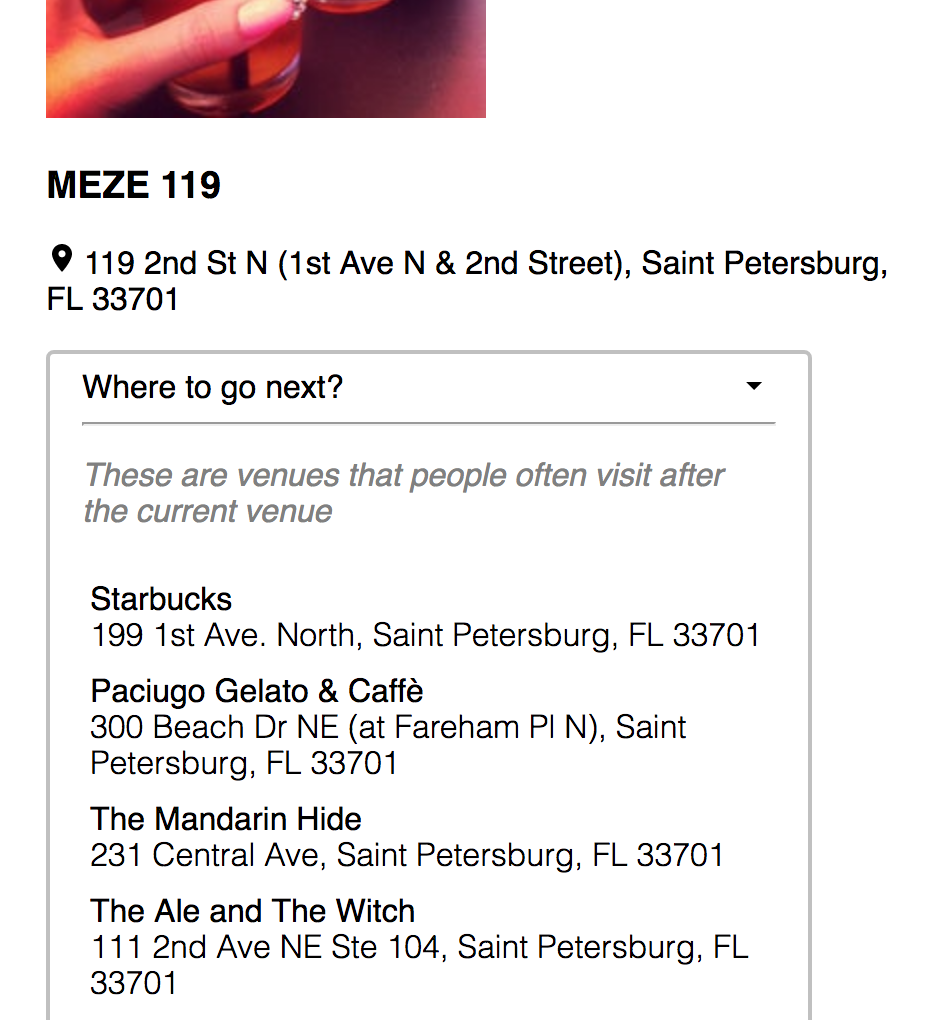 MEZE 119
119 2nd St N (1st Ave N & 2nd Street), Saint Petersburg,
FL 33701
Where to go next?
These are venues that people often visit after
the current venue
Starbucks
199 1st Ave. North, Saint Petersburg, FL 33701
Paciugo Gelato & Caffè
300 Beach Dr NE (at Fareham Pl N), Saint
Petersburg, FL 33701
The Mandarin Hide
231 Central Ave, Saint Petersburg, FL 33701
The Ale and The Witch
111 2nd Ave NE Ste 104, Saint Petersburg, FL
33701